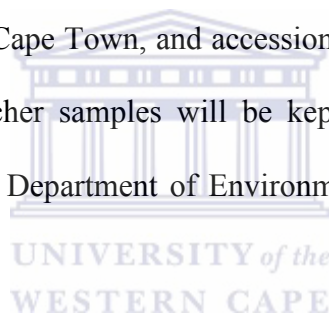 Cape Town, and accession
cher samples will be kep
Department of Environm
UNIVERSITY of the
WESTERN CAPE